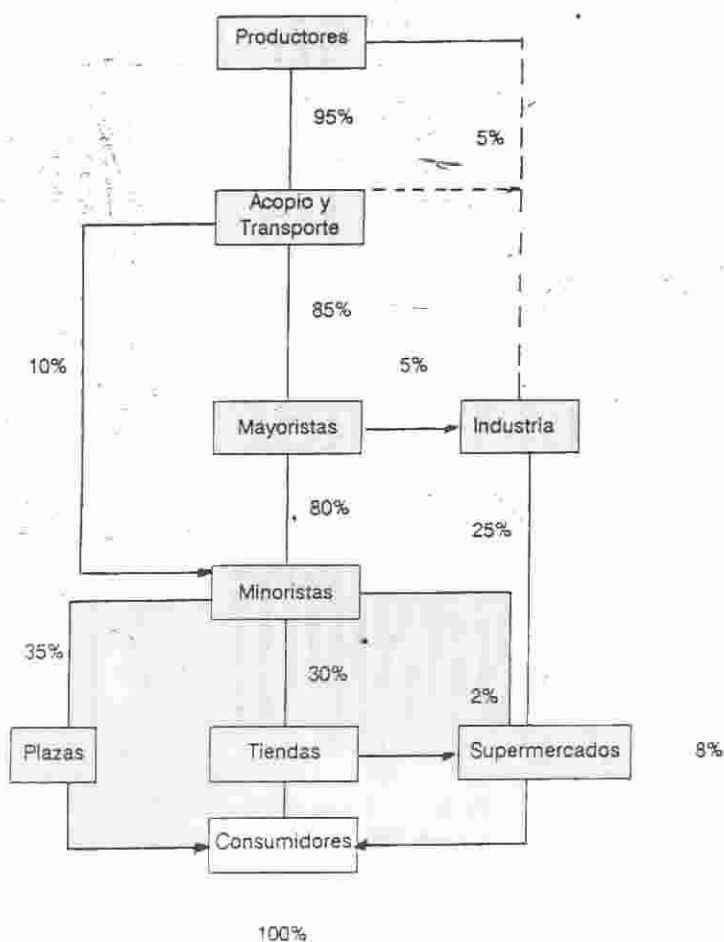 Productores
95%
5%
Acopio y
Transporte
85%
10%
5%
Mayoristas
Industria
80%
25%
Minoristas
35%
30%
2%
Plazas
Tiendas
Supermercados
8%
Consumidores
100%